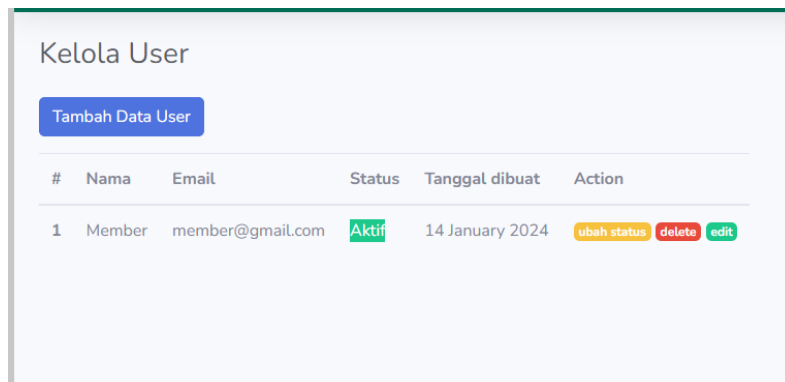 Kelola User
Tambah Data User
# Nama Email Status Tanggal dibuat Action
1 Member member@gmail.com Aktif 14 January 2024 ubah status delete edit